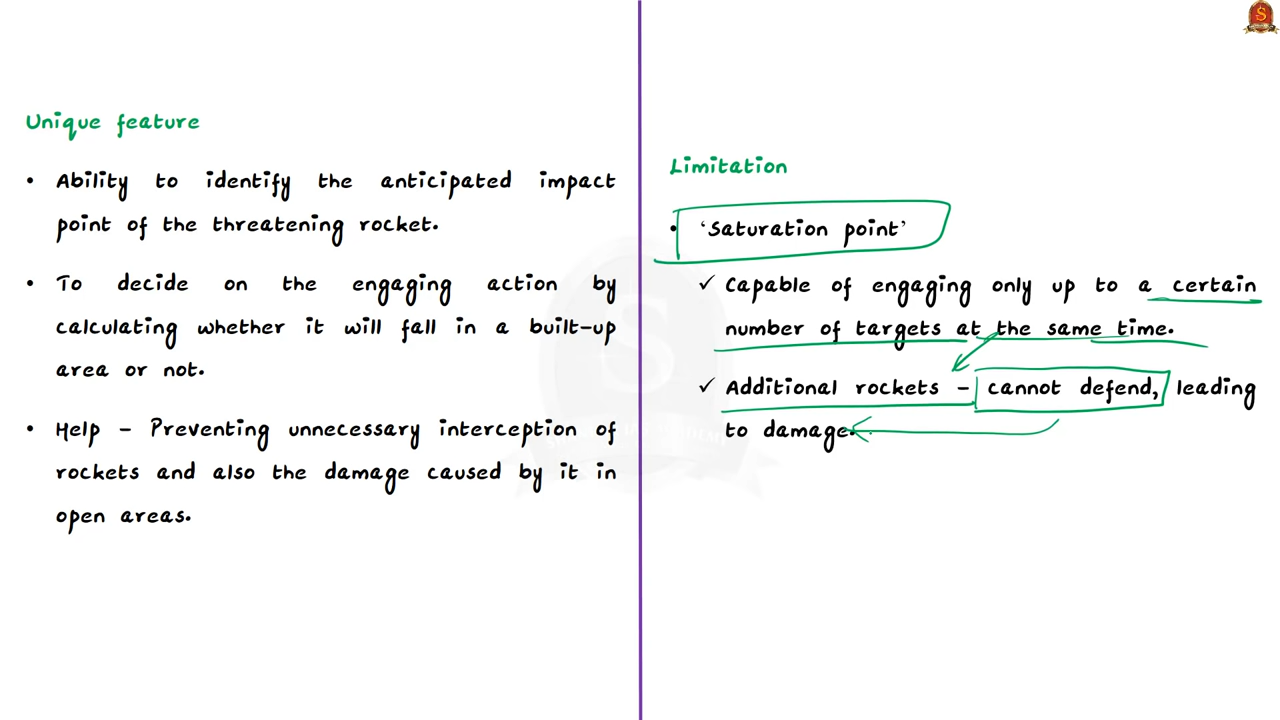 Unique feature
• Ability to identify the anticipated impact
point of the threatening rocket.
• To decide on the engaging action by
calculating whether it will fall in a built-up
area or not.
• Help - Preventing unnecessary interception of
rockets and also the damage caused by it in
open areas.
Limitation
• ‘Saturation point’
✓ Capable of engaging only up to a certain
number of targets at the same time.
✓ Additional rockets - cannot defend, leading
to damage.